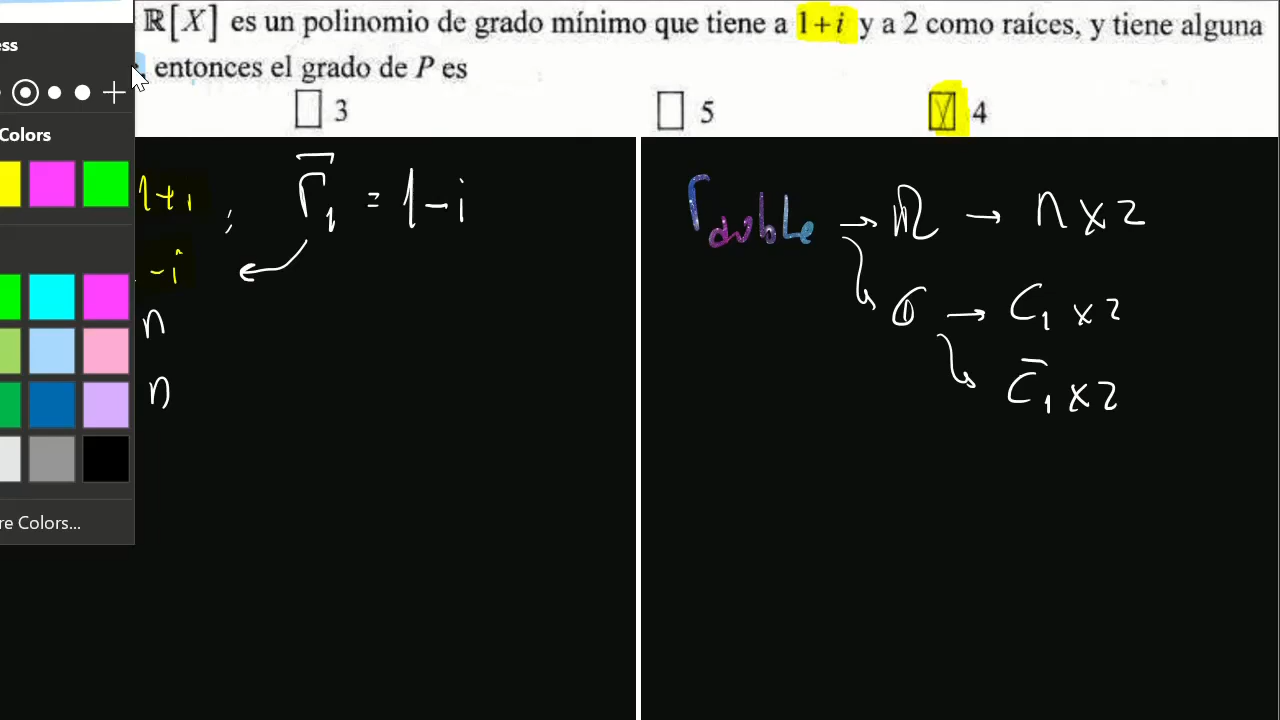 ℝ[X] es un polinomio de grado mínimo que tiene a 1+i y a 2 como raíces, y tiene alguna
entonces el grado de P es
3 5 4
ess
Colors
re Colors...
1+i ; r̅₁ = 1-i
-i
n
n
r duble → ℝ → n x 2
ℂ → C₁ x 2
C̅₁ x 2